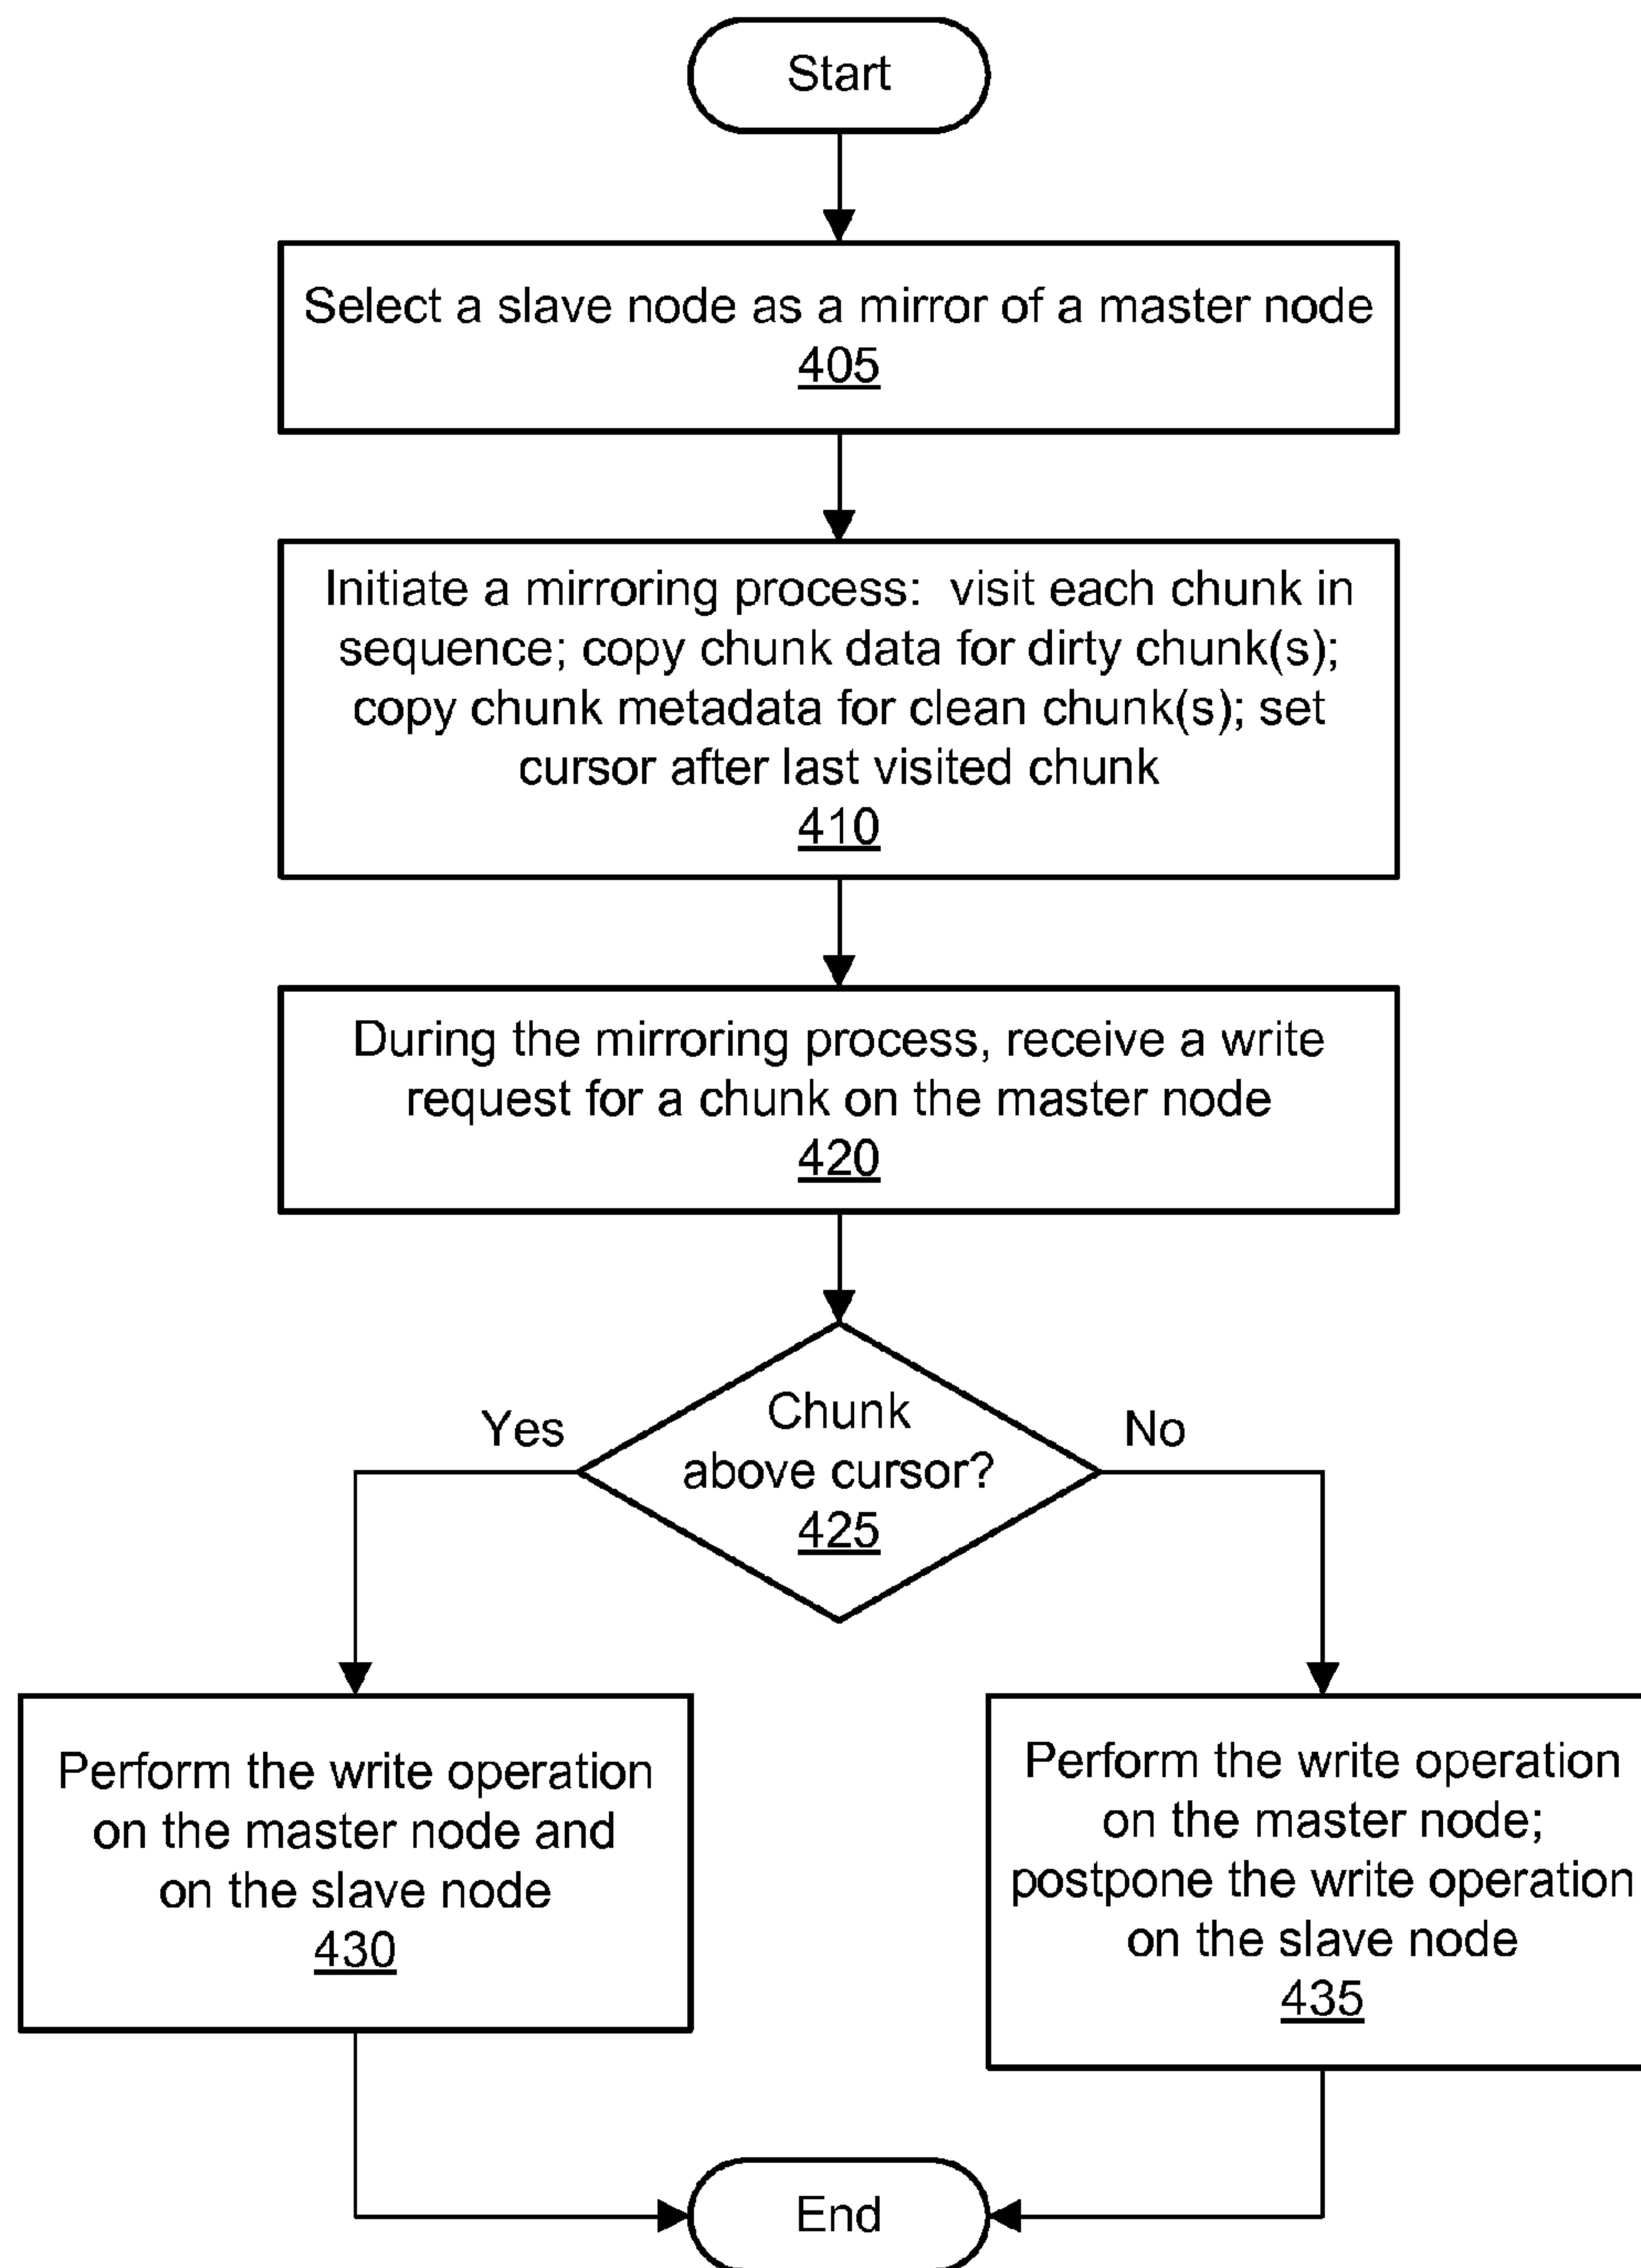 Start
Select a slave node as a mirror of a master node
405
Initiate a mirroring process:  visit each chunk in
sequence; copy chunk data for dirty chunk(s);
copy chunk metadata for clean chunk(s); set
cursor after last visited chunk
410
During the mirroring process, receive a write
request for a chunk on the master node
420
Chunk
above cursor?
425
Yes
No
Perform the write operation
on the master node and
on the slave node
430
Perform the write operation
on the master node;
postpone the write operation
on the slave node
435
End